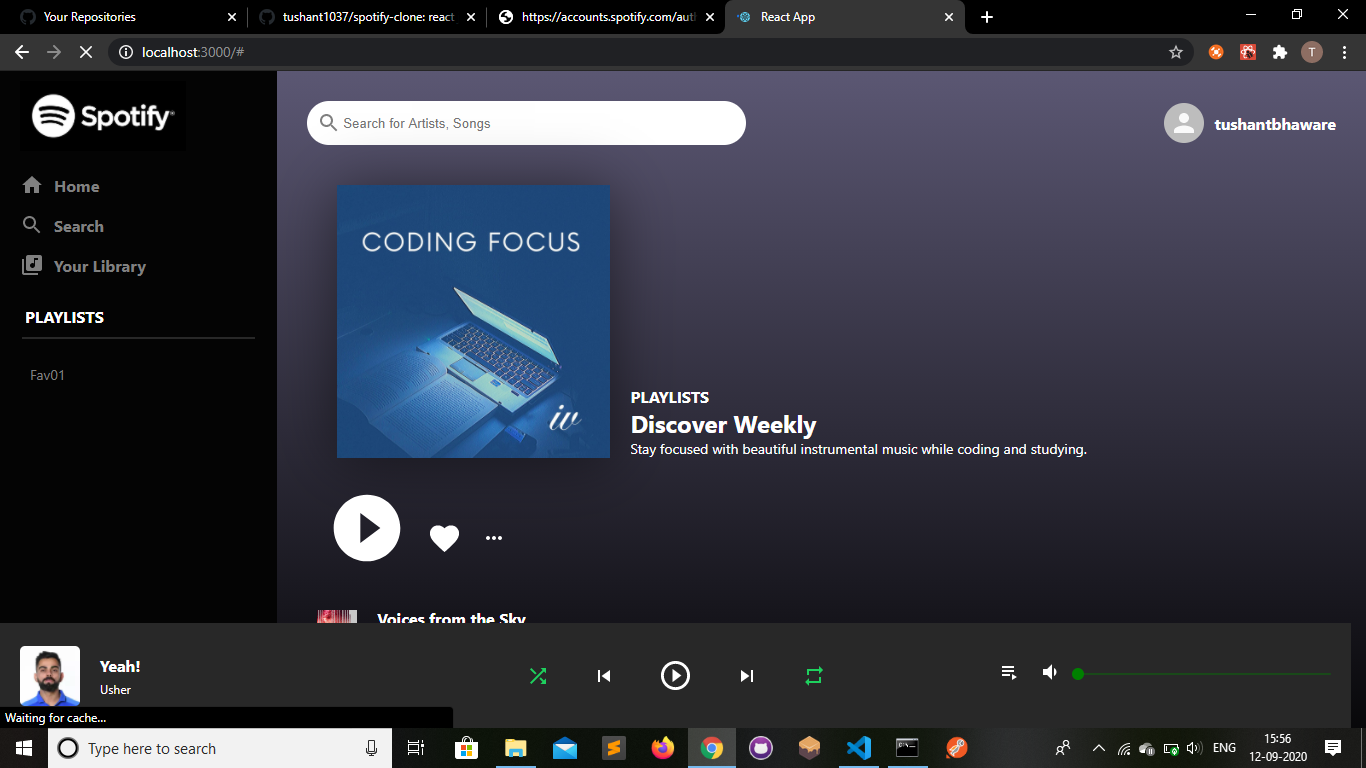 Your Repositories
tushant1037/spotify-clone: react
https://accounts.spotify.com/aut
React App
localhost:3000/#
T
Spotify
Search for Artists, Songs
tushantbhaware
Home
Search
Your Library
PLAYLISTS
Fav01
CODING FOCUS
iv
PLAYLISTS
Discover Weekly
Stay focused with beautiful instrumental music while coding and studying.
Voices from the Sky
Yeah!
Usher
Waiting for cache...
Type here to search
ENG
15:56
12-09-2020